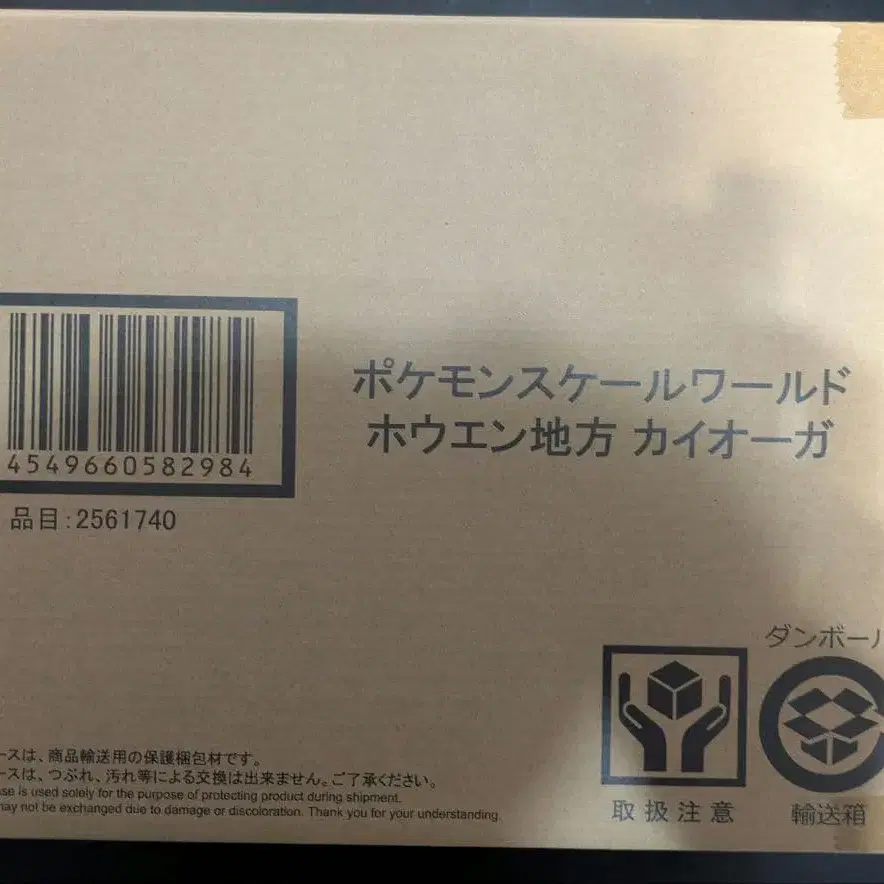 ポケモンスケールワールド
ホウエン地方 カイオーガ
4549660582984
品目:2561740
ダンボール
取扱注意
輸送箱
ースは、商品輸送用の保護梱包材です。
ースは、つぶれ、汚れ等による交換は出来ません。ご了承ください。
is used solely for the purpose of protecting product during shipment.
may not be exchanged due to damage or discoloration. Thank you for your understanding.